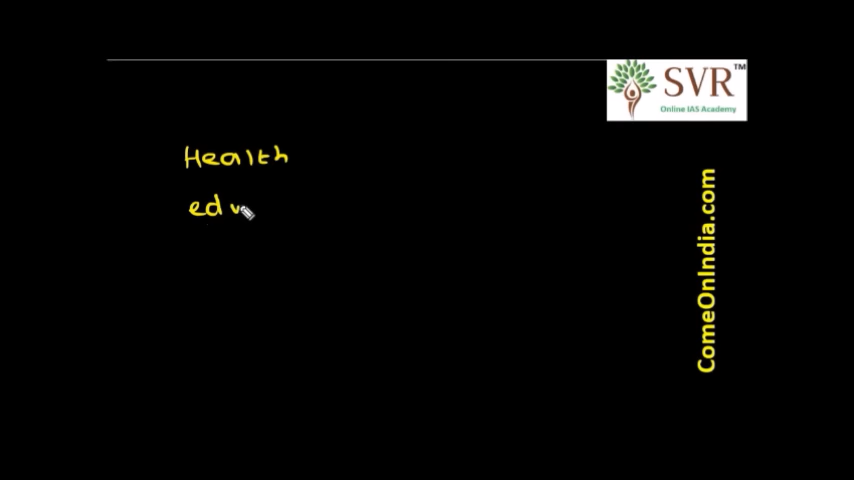 SVR™
Online IAS Academy
Health
edu
ComeOnIndia.com